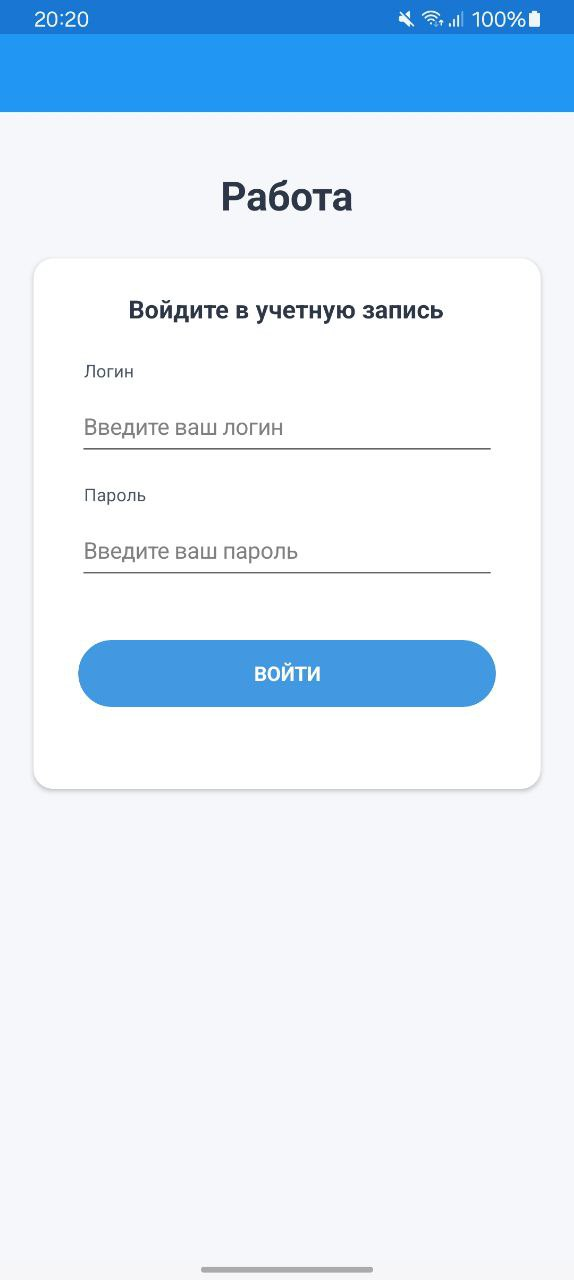 20:20 100%
Работа
Войдите в учетную запись
Логин
Введите ваш логин
Пароль
Введите ваш пароль
ВОЙТИ